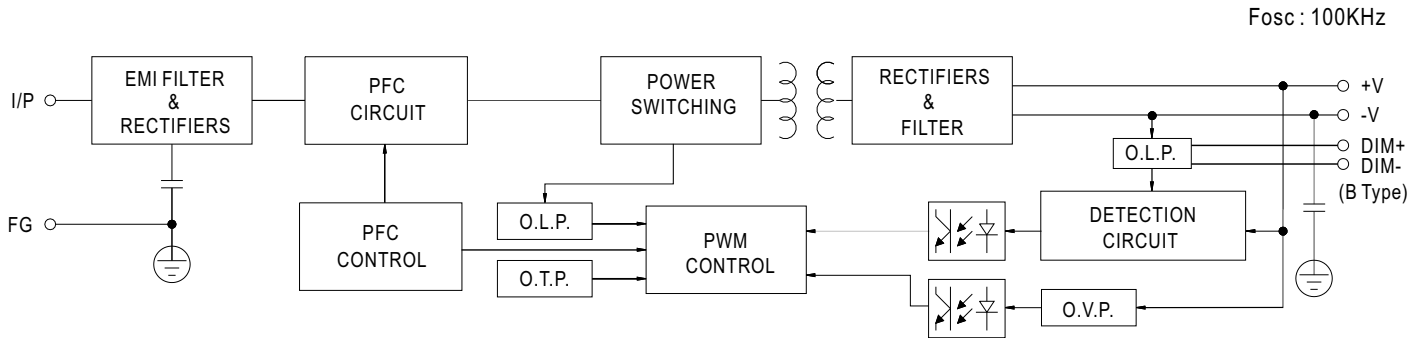 Fosc : 100KHz
I/P
EMI FILTER
&
RECTIFIERS
PFC
CIRCUIT
POWER
SWITCHING
RECTIFIERS
&
FILTER
+V
-V
DIM+
DIM-
(B Type)
O.L.P.
FG
PFC
CONTROL
O.L.P.
O.T.P.
PWM
CONTROL
DETECTION
CIRCUIT
O.V.P.